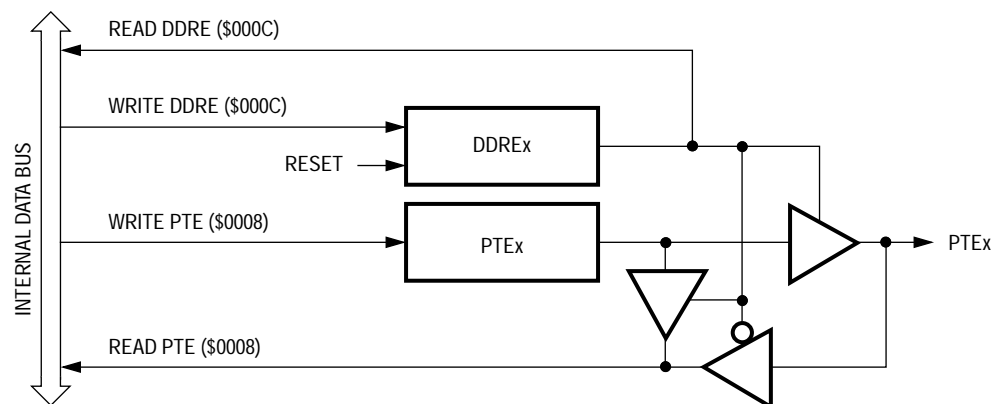 READ DDRE ($000C)
WRITE DDRE ($000C)
DDREx
RESET
WRITE PTE ($0008)
PTEx
PTEx
READ PTE ($0008)
INTERNAL DATA BUS